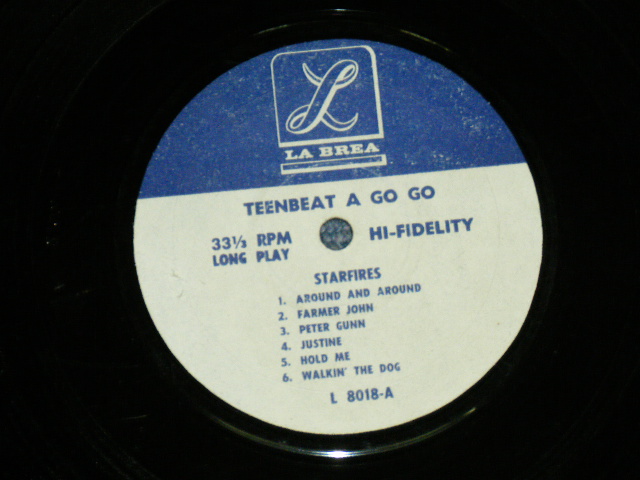 L
LA BREA
TEENBEAT A GO GO
33⅓ RPM
LONG PLAY
HI-FIDELITY
STARFIRES
1. AROUND AND AROUND
2. FARMER JOHN
3. PETER GUNN
4. JUSTINE
5. HOLD ME
6. WALKIN' THE DOG
L 8018-A